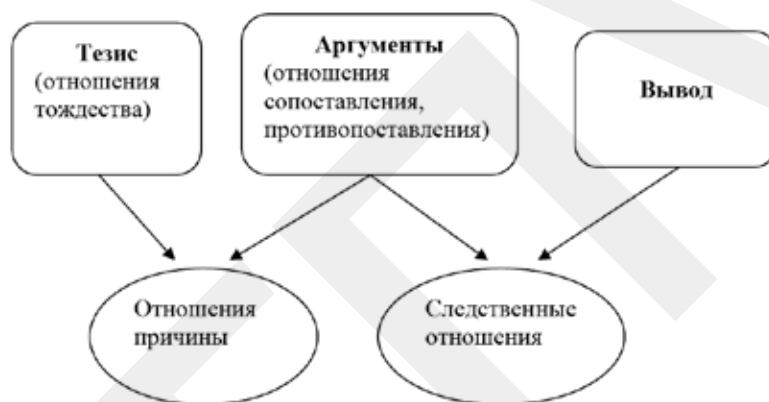 Тезис
(отношения
тождества)
Аргументы
(отношения
сопоставления,
противопоставления)
Вывод
Отношения
причины
Следственные
отношения